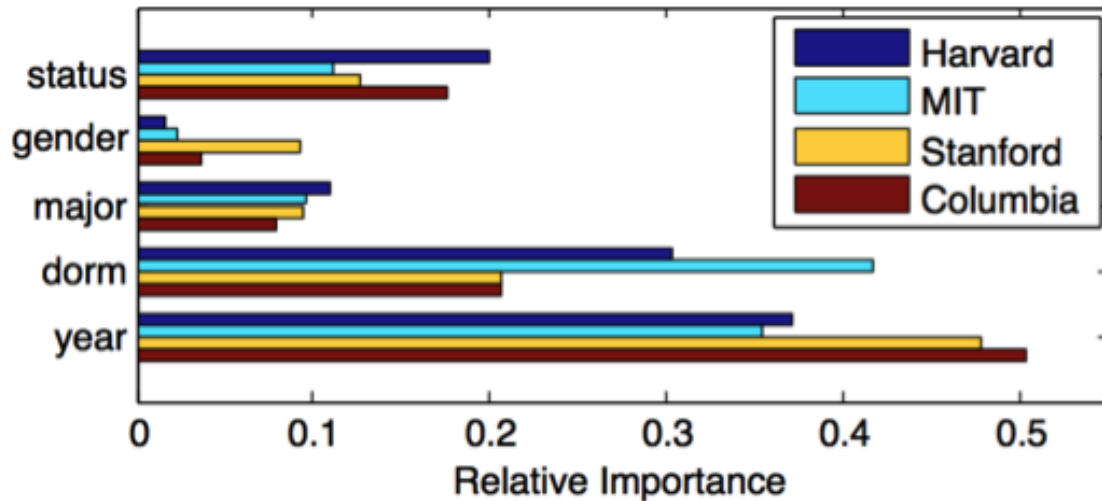 status
gender
major
dorm
year
Harvard
MIT
Stanford
Columbia
0 0.1 0.2 0.3 0.4 0.5
Relative Importance